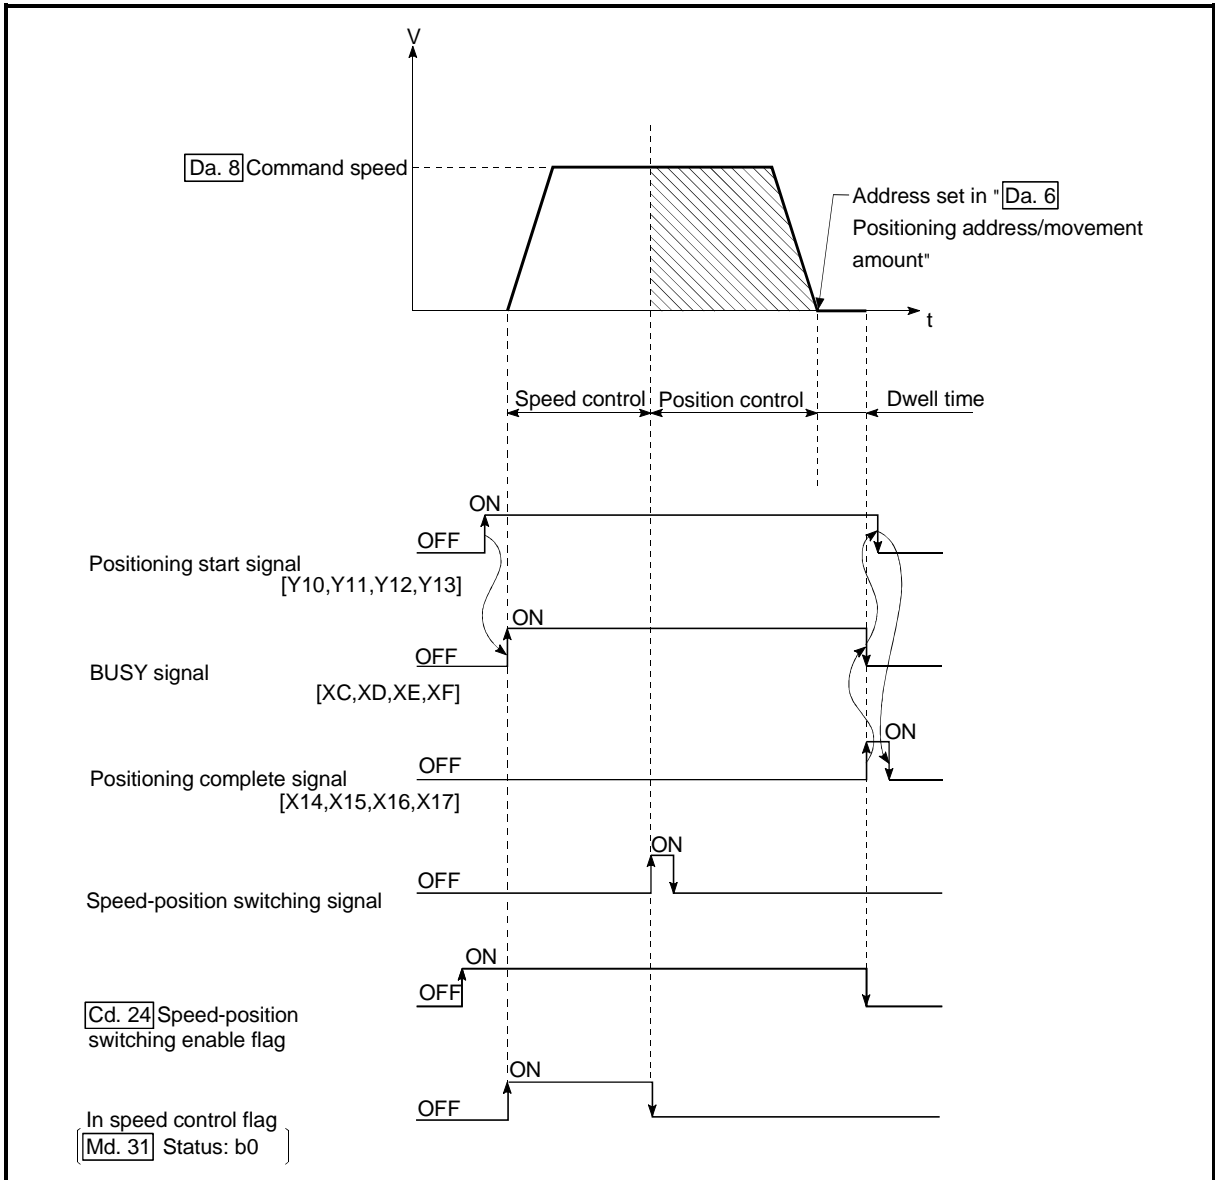 V
Da. 8 Command speed
Address set in "Da. 6
Positioning address/movement
amount"
t
Speed control Position control Dwell time
ON
OFF
Positioning start signal
[Y10,Y11,Y12,Y13]
ON
OFF
BUSY signal
[XC,XD,XE,XF]
ON
OFF
Positioning complete signal
[X14,X15,X16,X17]
ON
OFF
Speed-position switching signal
ON
OFF
Cd. 24 Speed-position
switching enable flag
ON
OFF
In speed control flag
Md. 31 Status: b0